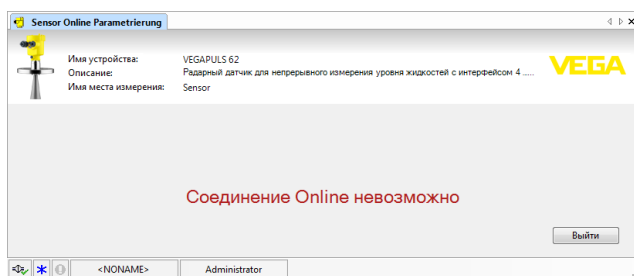 Sensor Online Parametrierung
Имя устройства: VEGAPULS 62
Описание: Радарный датчик для непрерывного измерения уровня жидкостей с интерфейсом 4 .....
Имя места измерения: Sensor
VEGA
Соединение Online невозможно
Выйти
<NONAME> Administrator